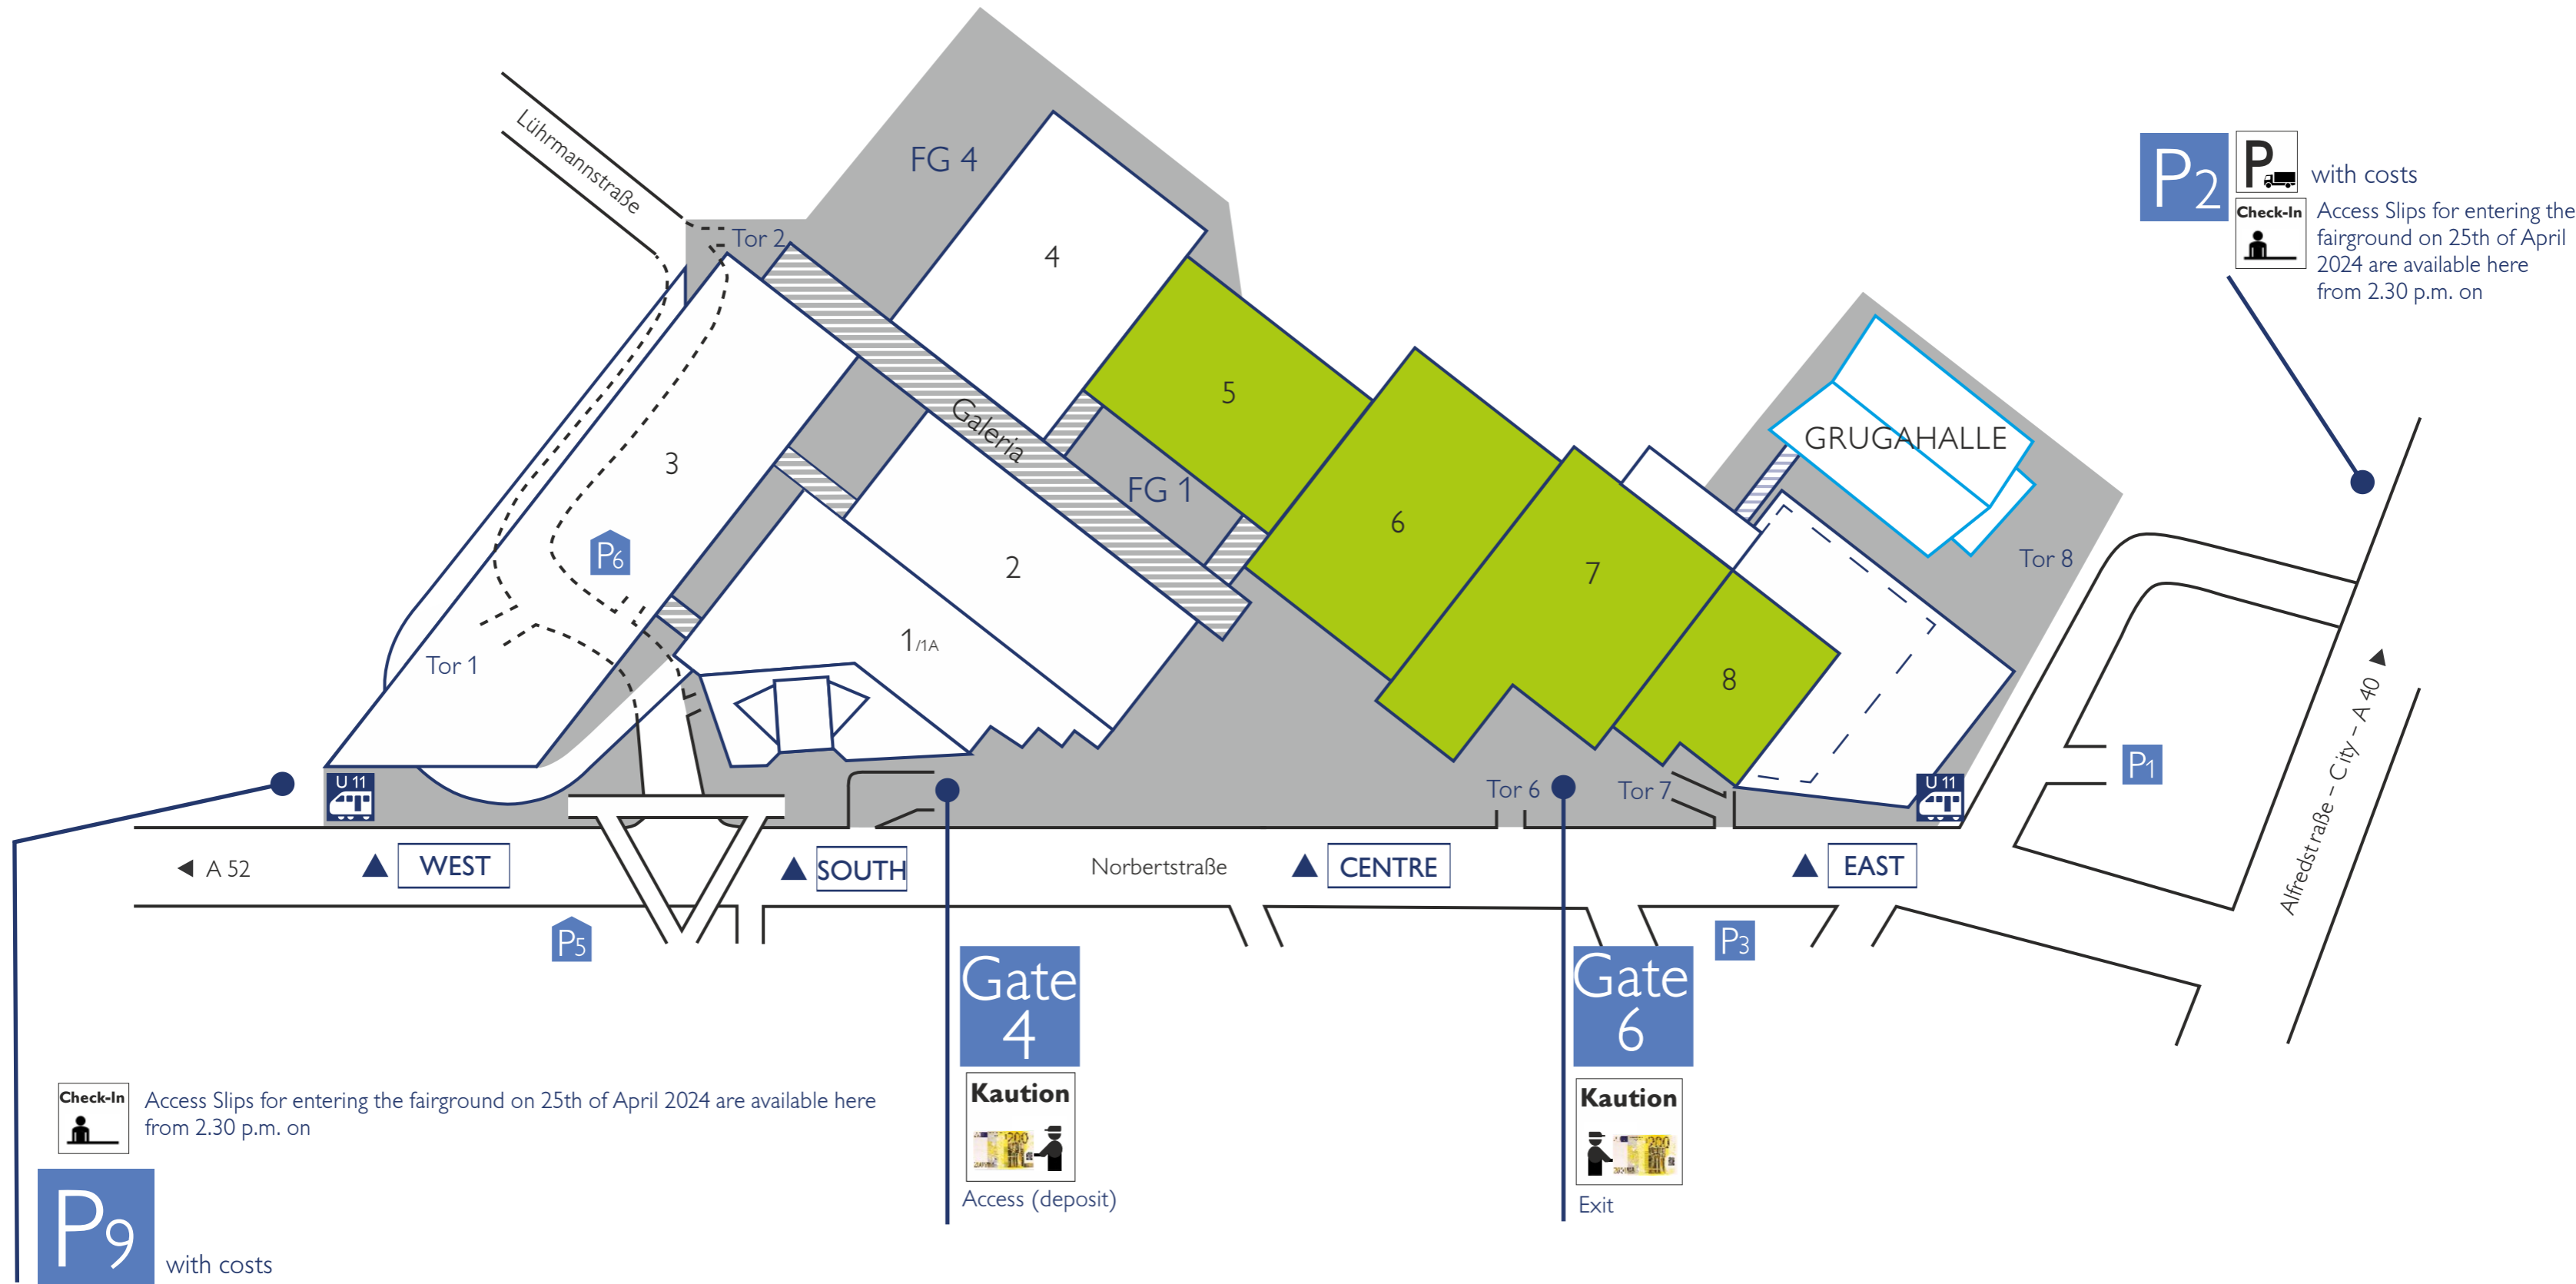 Lührmannstraße
FG 4
Tor 2
4
P2
P
with costs
Check-In
Access Slips for entering the
fairground on 25th of April
2024 are available here
from 2.30 p.m. on
5
Galeria
GRUGAHALLE
3
FG 1
6
P6
2
7
Tor 8
1/1A
Tor 1
8
P1
U 11
Tor 6
Tor 7
U 11
Alfredstraße – City – A 40
A 52
WEST
SOUTH
Norbertstraße
CENTRE
EAST
P5
P3
Gate
4
Gate
6
Kaution
200
Kaution
200
Check-In
Access Slips for entering the fairground on 25th of April 2024 are available here
from 2.30 p.m. on
Access (deposit)
Exit
P9
with costs